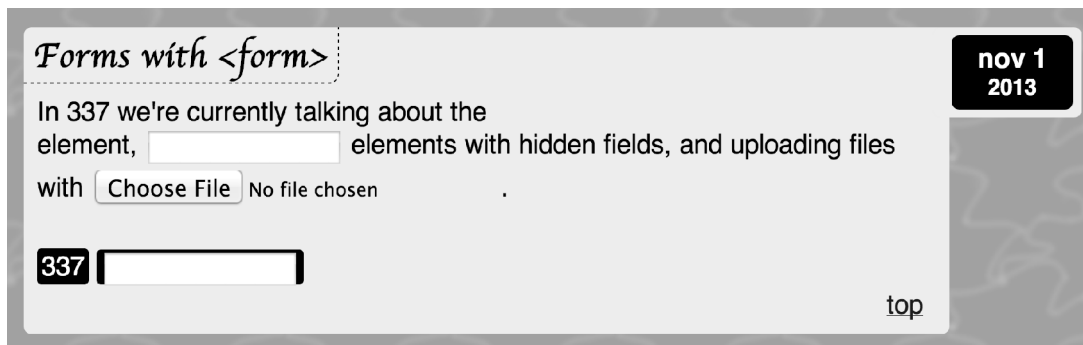 Forms with <form>
nov 1
2013
In 337 we're currently talking about the
element, elements with hidden fields, and uploading files
with Choose File No file chosen .
337
top